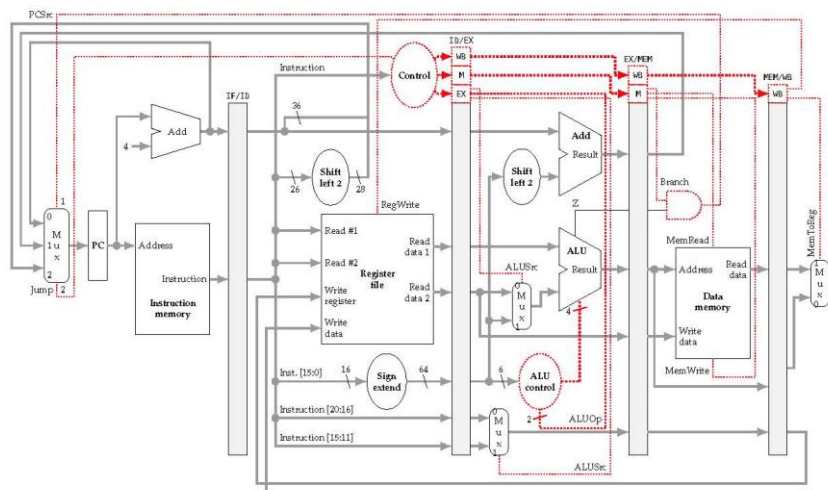 PCSrc
ID/EX
WB
EX/MEM
Instruction
Control
M
WB
MEM/WB
IF/ID
EX
M
WB
36
Add
4
Add
Result
Shift
left 2
26
28
Shift
left 2
Branch
1
RegWrite
Z
0
M
u
x
1
2
PC
Address
Read #1
Read
data 1
ALU
MemRead
MemToReg
Instruction
Read #2
Register
file
ALUSrc
Result
Address
Read
data
1
M
u
x
0
Jump
2
Instruction
memory
Write
register
Read
data 2
0
M
u
x
1
Data
memory
Write
data
4
Write
data
Inst. [15:0]
16
Sign
extend
64
6
ALU
control
MemWrite
Instruction [20:16]
0
M
u
x
1
2
ALUOp
Instruction [15:11]
ALUSrc